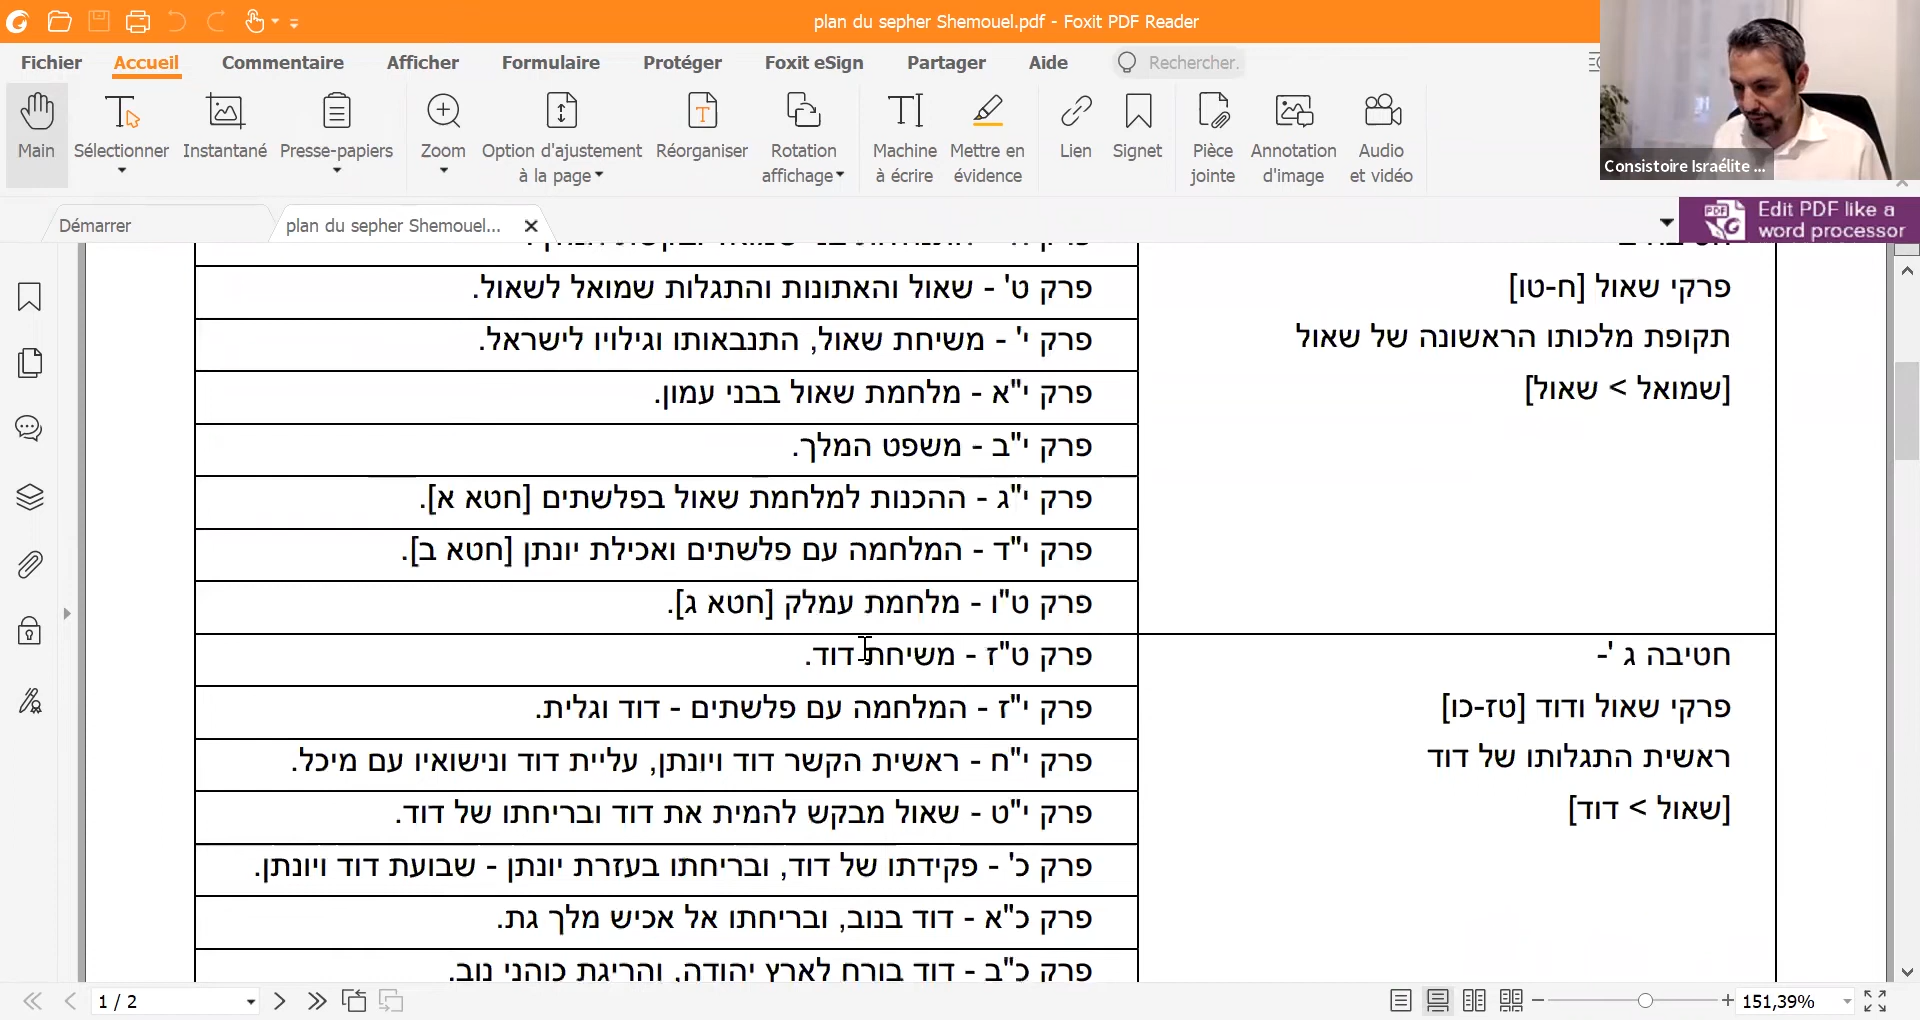 plan du sepher Shemouel.pdf - Foxit PDF Reader
Fichier Accueil Commentaire Afficher Formulaire Protéger Foxit eSign Partager Aide Rechercher.
Main Sélectionner Instantané Presse-papiers Zoom Option d'ajustement à la page Réorganiser Rotation affichage Machine à écrire Mettre en évidence Lien Signet Pièce jointe Annotation d'image Audio et vidéo
Consistoire Israélite ...
Démarrer plan du sepher Shemouel...
Edit PDF like a
word processor
פרקי שאול [ח-טו]
תקופת מלכותו הראשונה של שאול
[שמואל > שאול]
פרק ט' - שאול והאתונות והתגלות שמואל לשאול.
פרק י' - משיחת שאול, התנבאותו וגילויו לישראל.
פרק י"א - מלחמת שאול בבני עמון.
פרק י"ב - משפט המלך.
פרק י"ג - ההכנות למלחמת שאול בפלשתים [חטא א].
פרק י"ד - המלחמה עם פלשתים ואכילת יונתן [חטא ב].
פרק ט"ו - מלחמת עמלק [חטא ג].
חטיבה ג '-
פרקי שאול ודוד [טז-כו]
ראשית התגלותו של דוד
[שאול > דוד]
פרק ט"ז - משיחת דוד.
פרק י"ז - המלחמה עם פלשתים - דוד וגלית.
פרק י"ח - ראשית הקשר דוד ויונתן, עליית דוד ונישואיו עם מיכל.
פרק י"ט - שאול מבקש להמית את דוד ובריחתו של דוד.
פרק כ' - פקידתו של דוד, ובריחתו בעזרת יונתן - שבועת דוד ויונתן.
פרק כ"א - דוד בנוב, ובריחתו אל אכיש מלך גת.
פרק כ"ב - דוד בורח לארץ יהודה, והריגת כוהני נוב.
1 / 2
151,39%